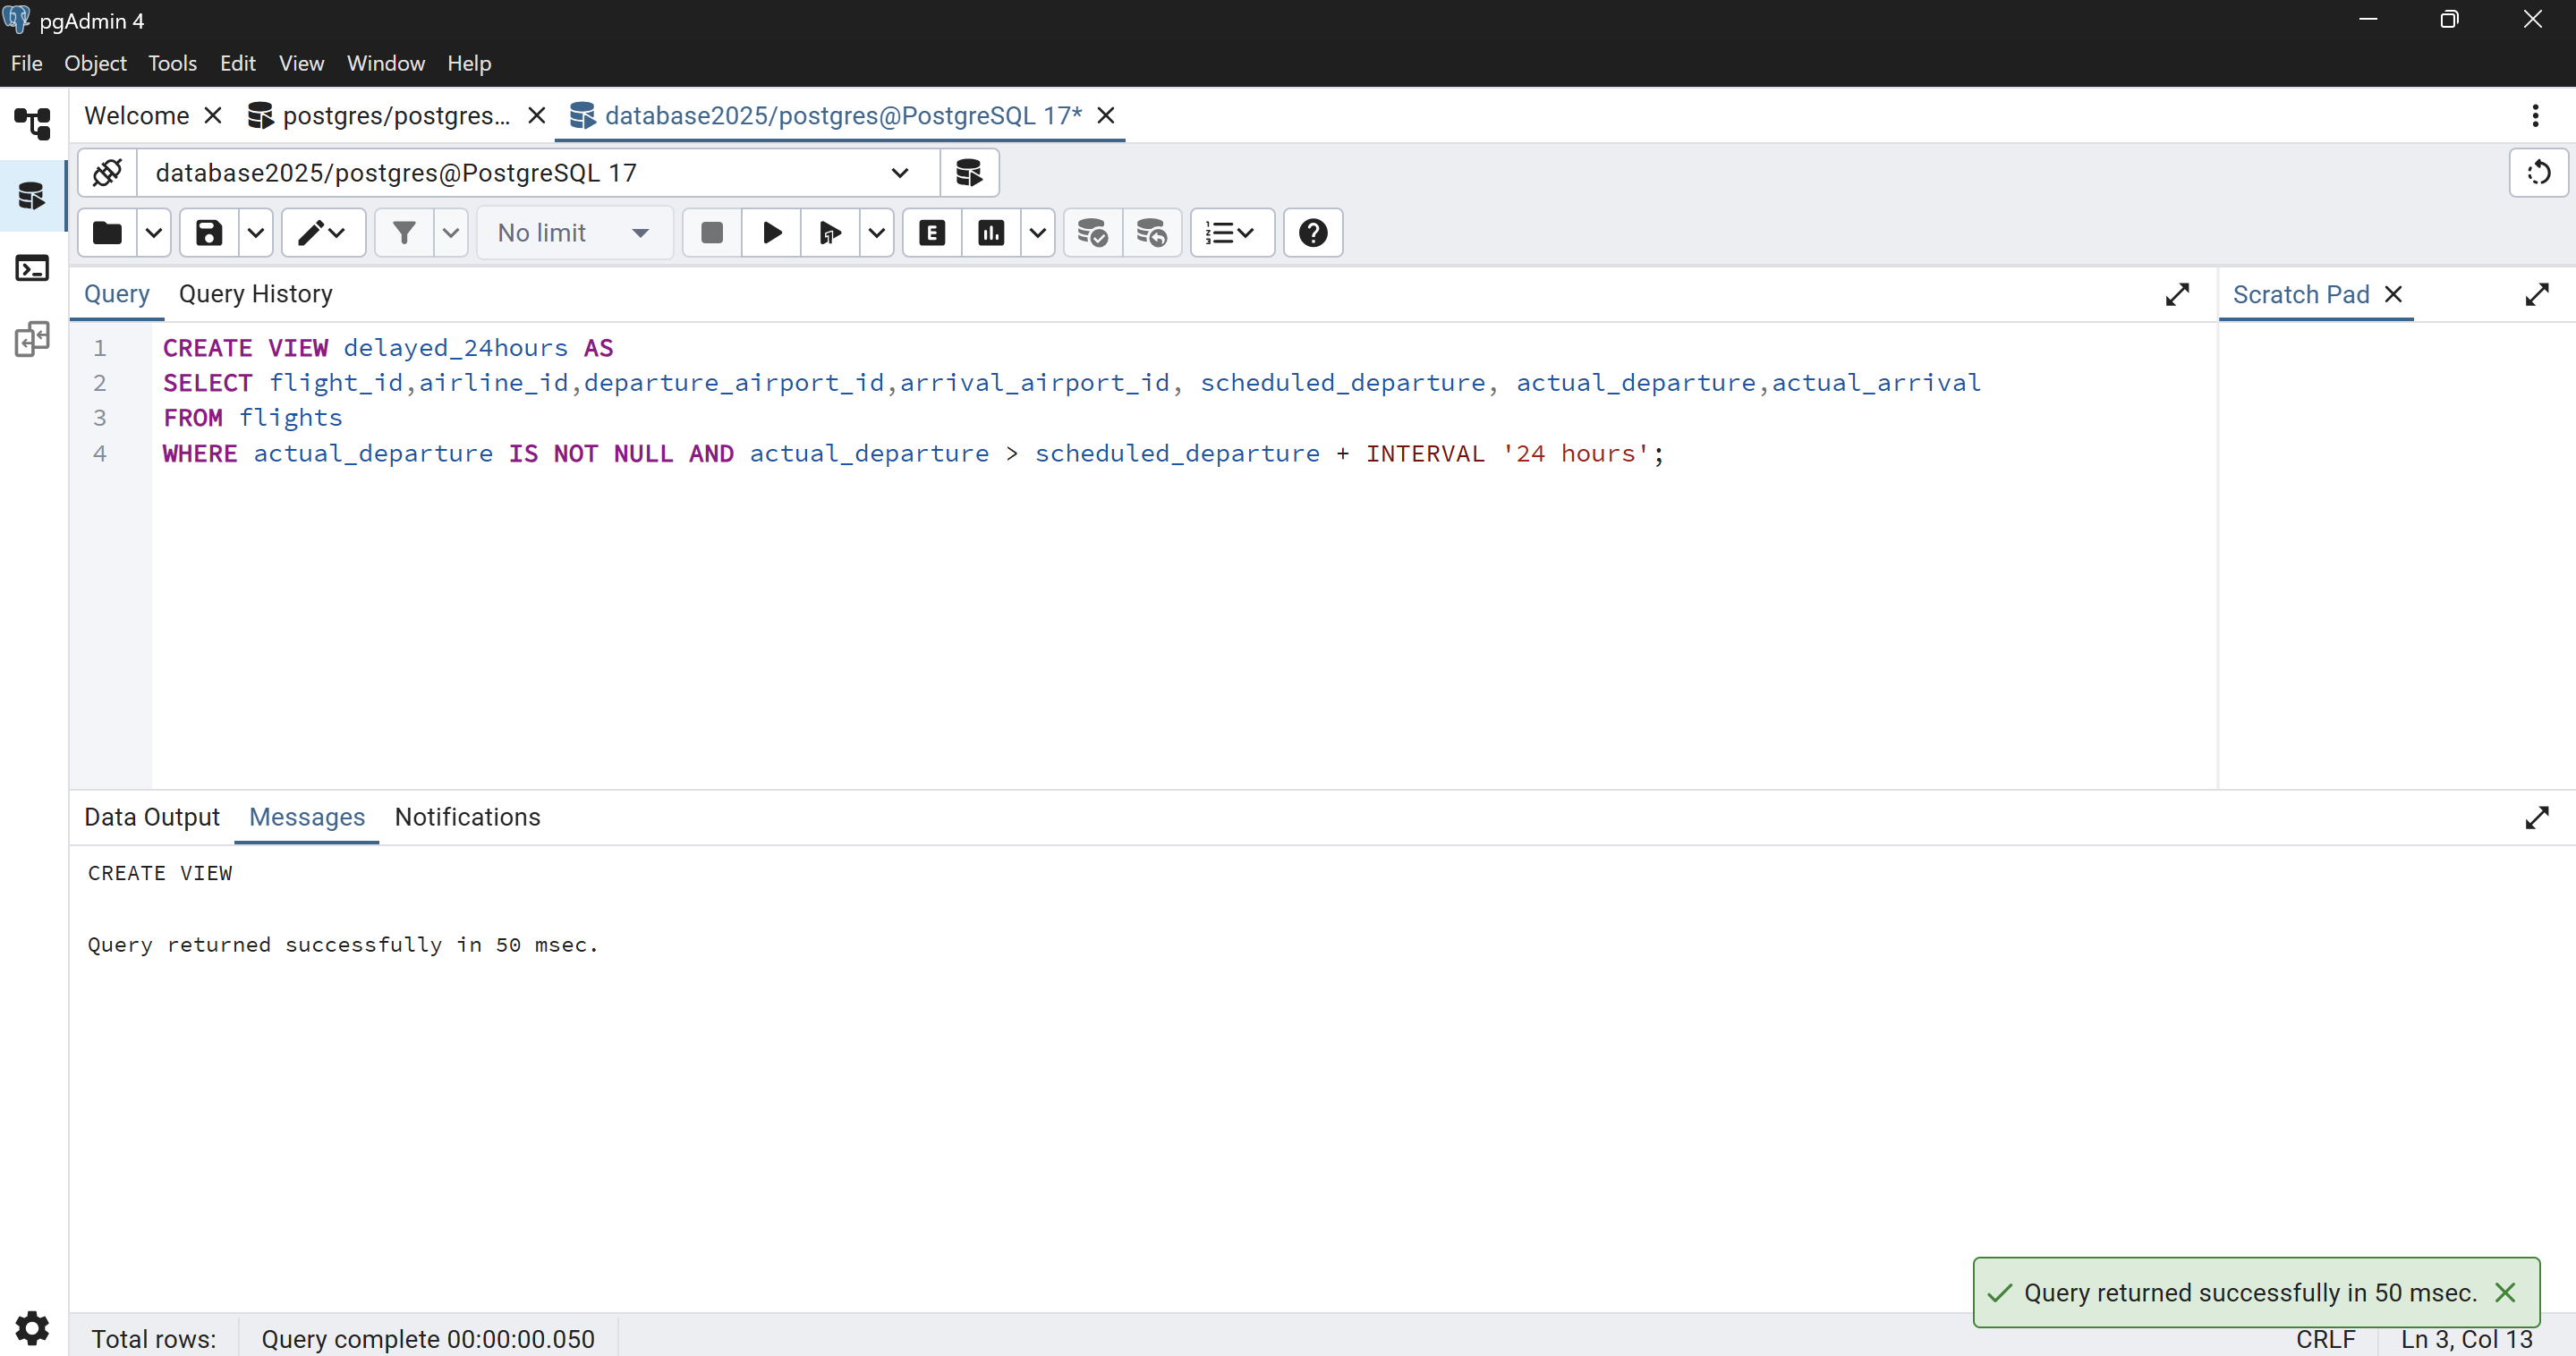 pgAdmin 4
File Object Tools Edit View Window Help
Welcome postgres/postgres... database2025/postgres@PostgreSQL 17*
database2025/postgres@PostgreSQL 17
No limit
Query Query History Scratch Pad
1 CREATE VIEW delayed_24hours AS
2 SELECT flight_id,airline_id,departure_airport_id,arrival_airport_id, scheduled_departure, actual_departure,actual_arrival
3 FROM flights
4 WHERE actual_departure IS NOT NULL AND actual_departure > scheduled_departure + INTERVAL '24 hours';
Data Output Messages Notifications
CREATE VIEW
Query returned successfully in 50 msec.
Query returned successfully in 50 msec.
Total rows: Query complete 00:00:00.050 CRLF Ln 3, Col 13